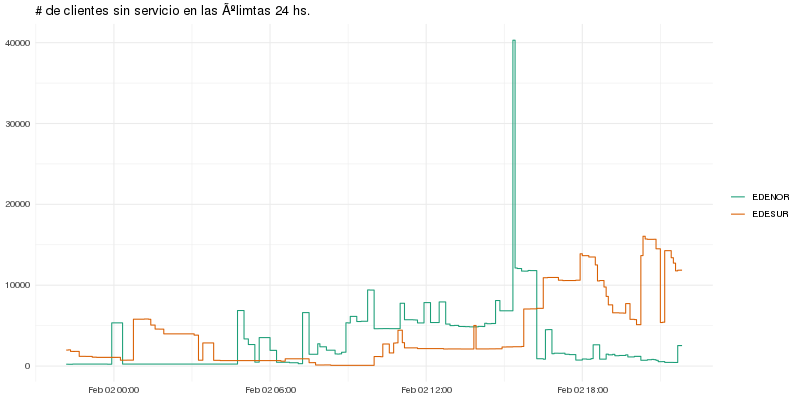 # de clientes sin servicio en las Ãºlimtas 24 hs.
40000
30000
20000
10000
0
Feb 02 00:00
Feb 02 06:00
Feb 02 12:00
Feb 02 18:00
EDENOR
EDESUR